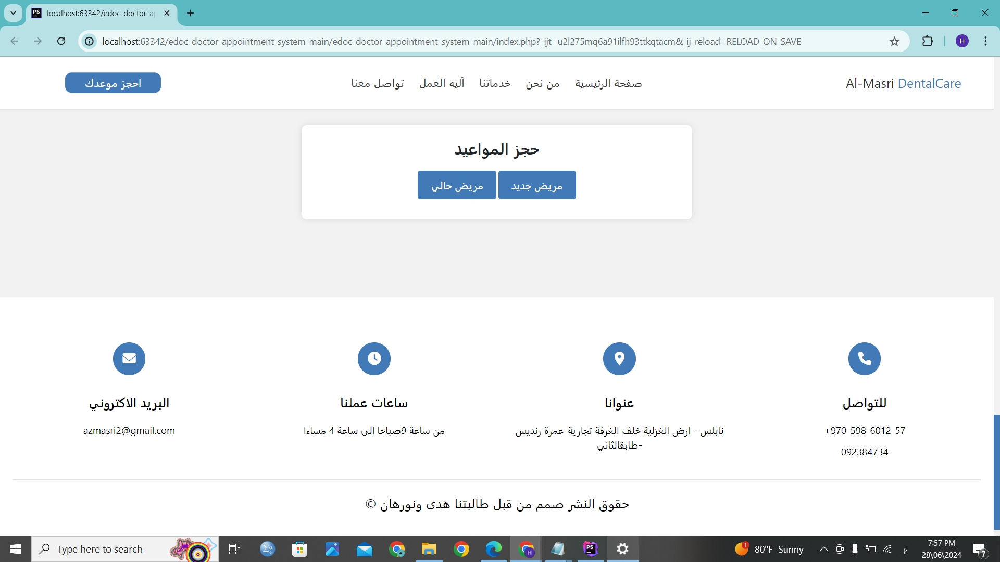 localhost:63342/edoc-doctor-ap
localhost:63342/edoc-doctor-appointment-system-main/edoc-doctor-appointment-system-main/index.php?_ijt=u2l275mq6a91ilfh93ttkqtacm&_ij_reload=RELOAD_ON_SAVE
H
Al-Masri DentalCare
صفحة الرئيسية
من نحن
خدماتنا
آليه العمل
تواصل معنا
احجز موعدك
حجز المواعيد
مريض جديد
مريض حالي
للتواصل
+970-598-6012-57
092384734
عنوانا
نابلس - ارض الغزلية خلف الغرفة تجارية-عمرة رنديس
-طابقالثاني
ساعات عملنا
من ساعة 9صباحا الى ساعة 4 مساءا
البريد الاكتروني
azmasri2@gmail.com
حقوق النشر صمم من قبل طالبتنا هدى ونورهان ©
Type here to search
80°F Sunny
ع
7:57 PM
28\06\2024
7